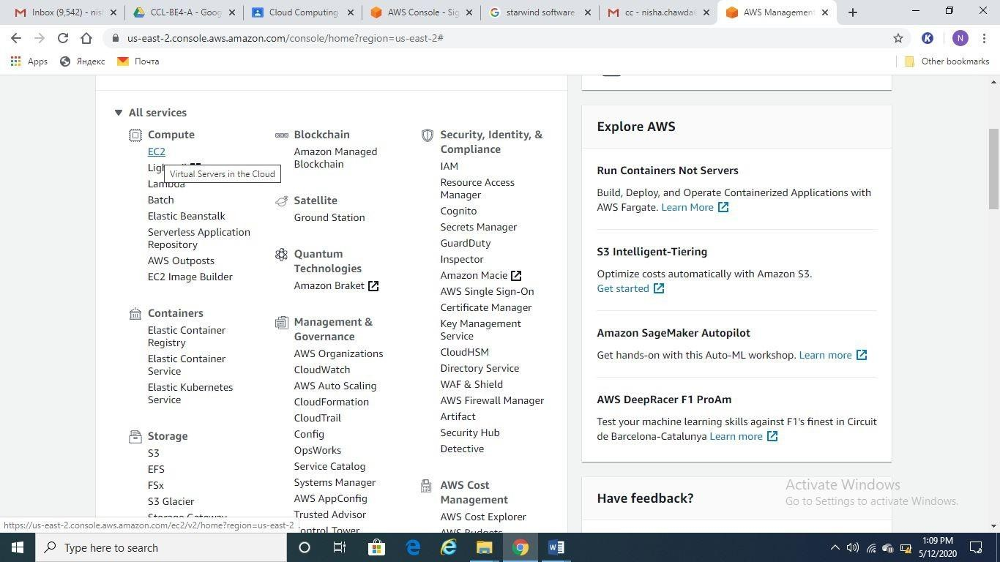 Inbox (9,542) - nis
CCL-BE4-A - Goog
Cloud Computing
AWS Console - Sig
starwind software
cc - nisha.chawda
AWS Management
us-east-2.console.aws.amazon.com/console/home?region=us-east-2#
N
Apps
Яндекс
Почта
Other bookmarks
All services
Compute
EC2
Virtual Servers in the Cloud
Lambda
Batch
Elastic Beanstalk
Serverless Application
Repository
AWS Outposts
EC2 Image Builder
Containers
Elastic Container
Registry
Elastic Container
Service
Elastic Kubernetes
Service
Storage
S3
EFS
FSx
S3 Glacier
Storage Gateway
Blockchain
Amazon Managed
Blockchain
Satellite
Ground Station
Quantum
Technologies
Amazon Braket
Management &
Governance
AWS Organizations
CloudWatch
AWS Auto Scaling
CloudFormation
CloudTrail
Config
OpsWorks
Service Catalog
Systems Manager
AWS AppConfig
Trusted Advisor
Control Tower
Security, Identity, &
Compliance
IAM
Resource Access
Manager
Cognito
Secrets Manager
GuardDuty
Inspector
Amazon Macie
AWS Single Sign-On
Certificate Manager
Key Management
Service
CloudHSM
Directory Service
WAF & Shield
AWS Firewall Manager
Artifact
Security Hub
Detective
AWS Cost
Management
AWS Cost Explorer
AWS Budgets
Explore AWS
Run Containers Not Servers
Build, Deploy, and Operate Containerized Applications with
AWS Fargate. Learn More
S3 Intelligent-Tiering
Optimize costs automatically with Amazon S3.
Get started
Amazon SageMaker Autopilot
Get hands-on with this Auto-ML workshop. Learn more
AWS DeepRacer F1 ProAm
Test your machine learning skills against F1's finest in Circuit
de Barcelona-Catalunya Learn more
Have feedback?
Activate Windows
Go to Settings to activate Windows.
https://us-east-2.console.aws.amazon.com/ec2/v2/home?region=us-east-2
Type here to search
1:09 PM
5/12/2020